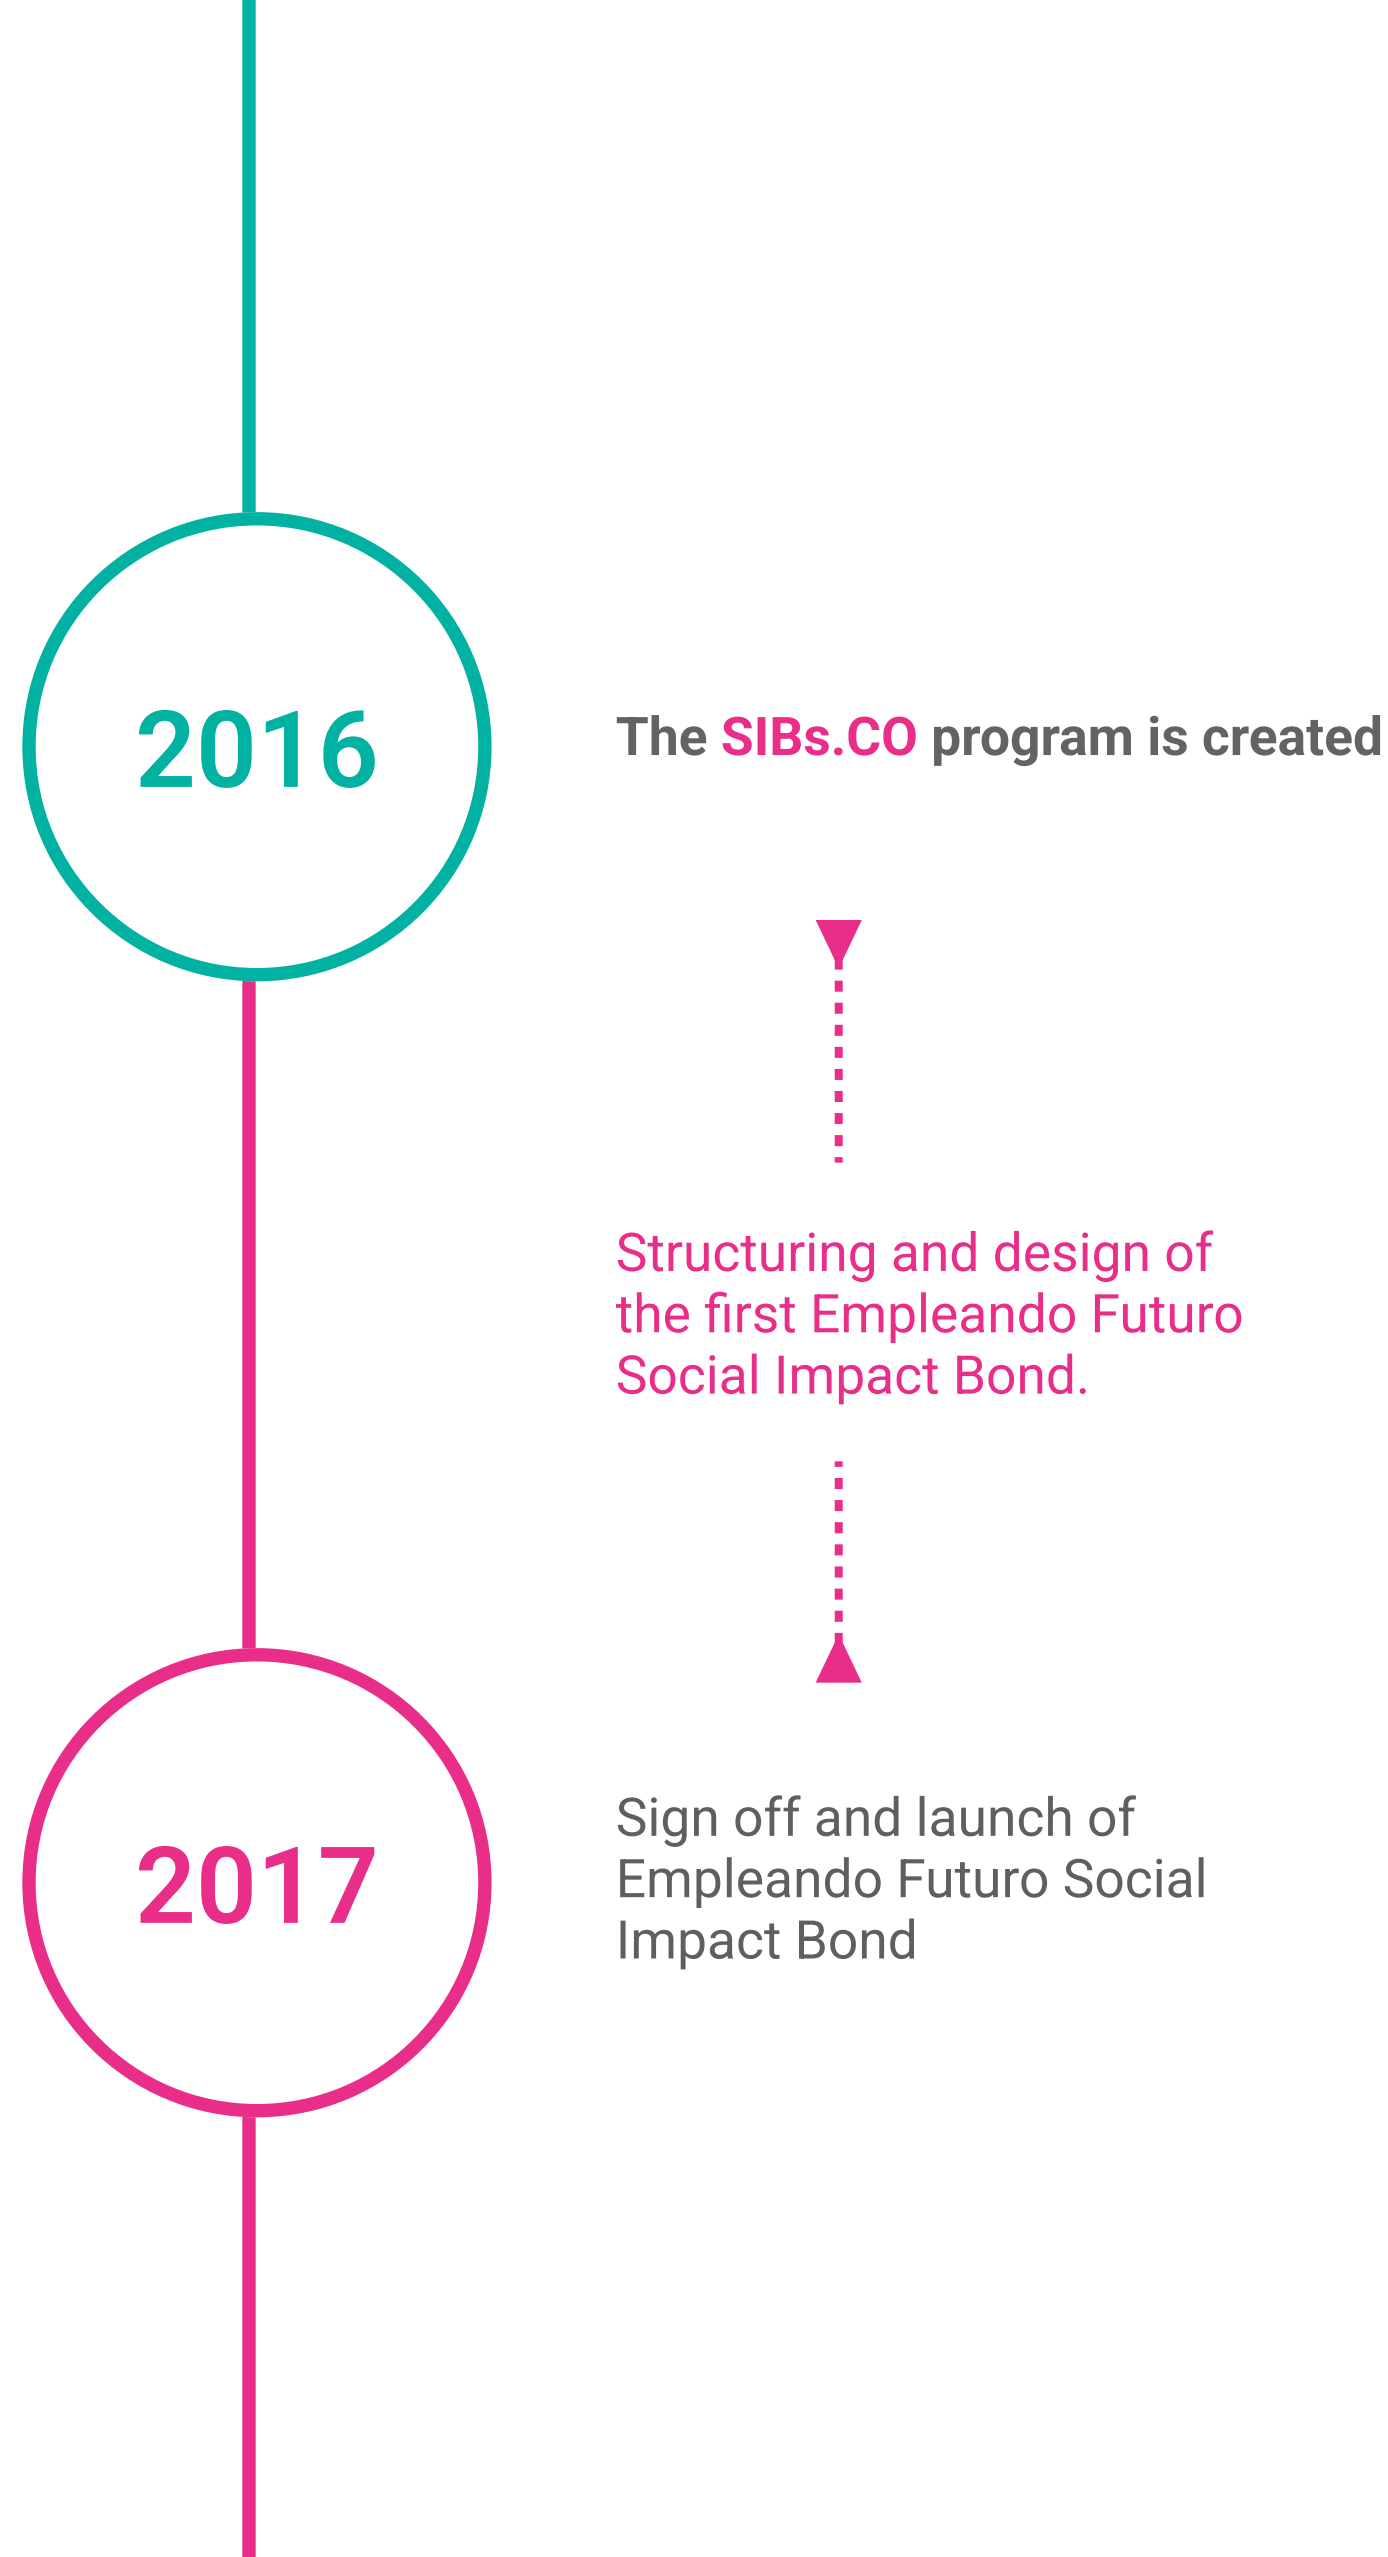 2016
The SIBs.CO program is created
Structuring and design of
the first Empleando Futuro
Social Impact Bond.
2017
Sign off and launch of
Empleando Futuro Social
Impact Bond